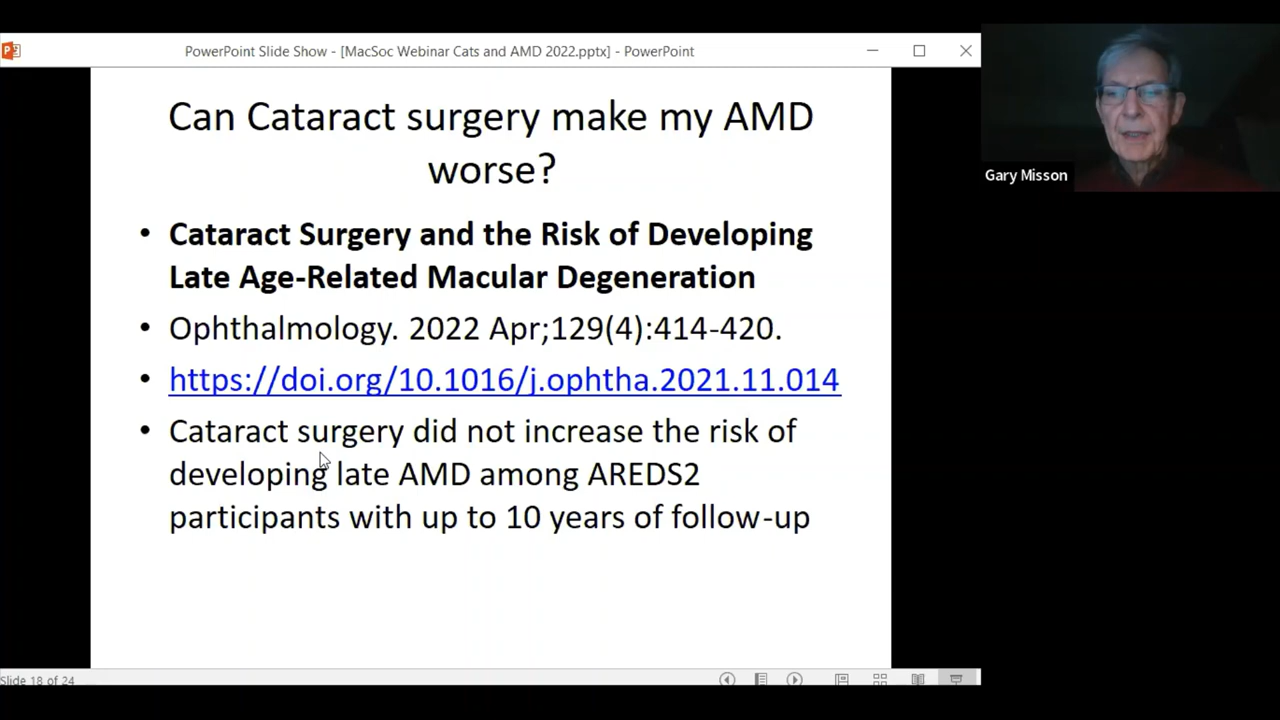 PowerPoint Slide Show - [MacSoc Webinar Cats and AMD 2022.pptx] - PowerPoint
Can Cataract surgery make my AMD
worse?
• Cataract Surgery and the Risk of Developing
Late Age-Related Macular Degeneration
• Ophthalmology. 2022 Apr;129(4):414-420.
• https://doi.org/10.1016/j.ophtha.2021.11.014
• Cataract surgery did not increase the risk of
developing late AMD among AREDS2
participants with up to 10 years of follow-up
Gary Misson
Slide 18 of 24